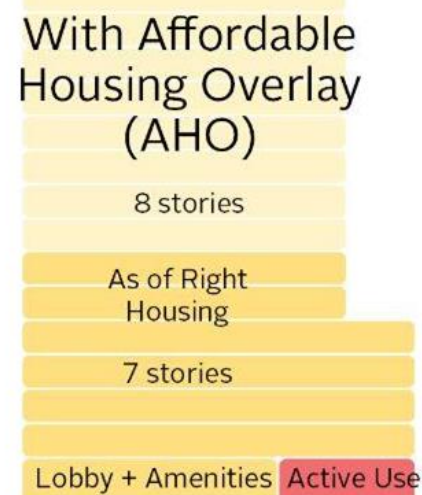 With Affordable
Housing Overlay
(AHO)
8 stories
As of Right
Housing
7 stories
Lobby + Amenities Active Use